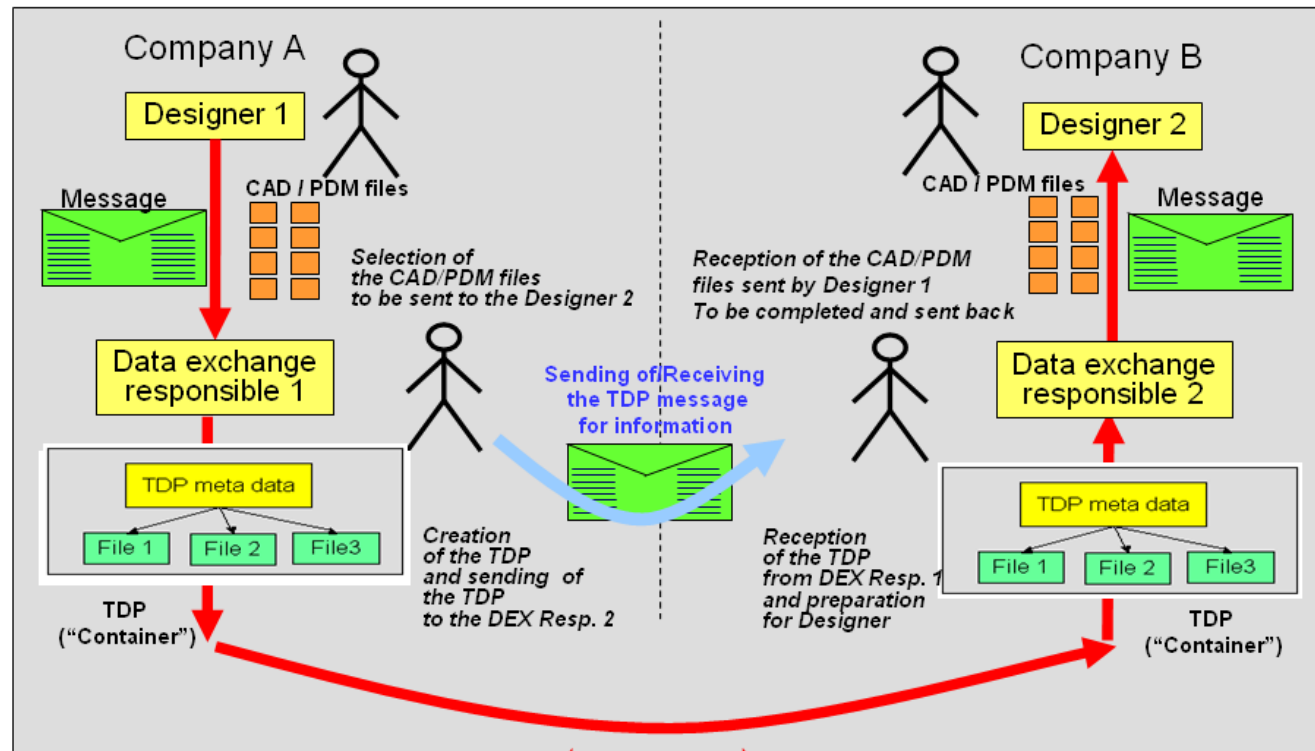 Company A
Company B
Designer 1
Designer 2
CAD / PDM files
Message
CAD / PDM files
Message
Selection of
the CAD/PDM files
to be sent to the Designer 2
Reception of the CAD/PDM
files sent by Designer 1
To be completed and sent back
Data exchange
responsible 1
Sending of/Receiving
the TDP message
for information
Data exchange
responsible 2
TDP meta data
File 1
File 2
File3
TDP meta data
File 1
File 2
File3
Creation
of the TDP
and sending of
the TDP
to the DEX Resp. 2
Reception
of the TDP
from DEX Resp. 1
and preparation
for Designer
TDP
(“Container”)
TDP
(“Container”)